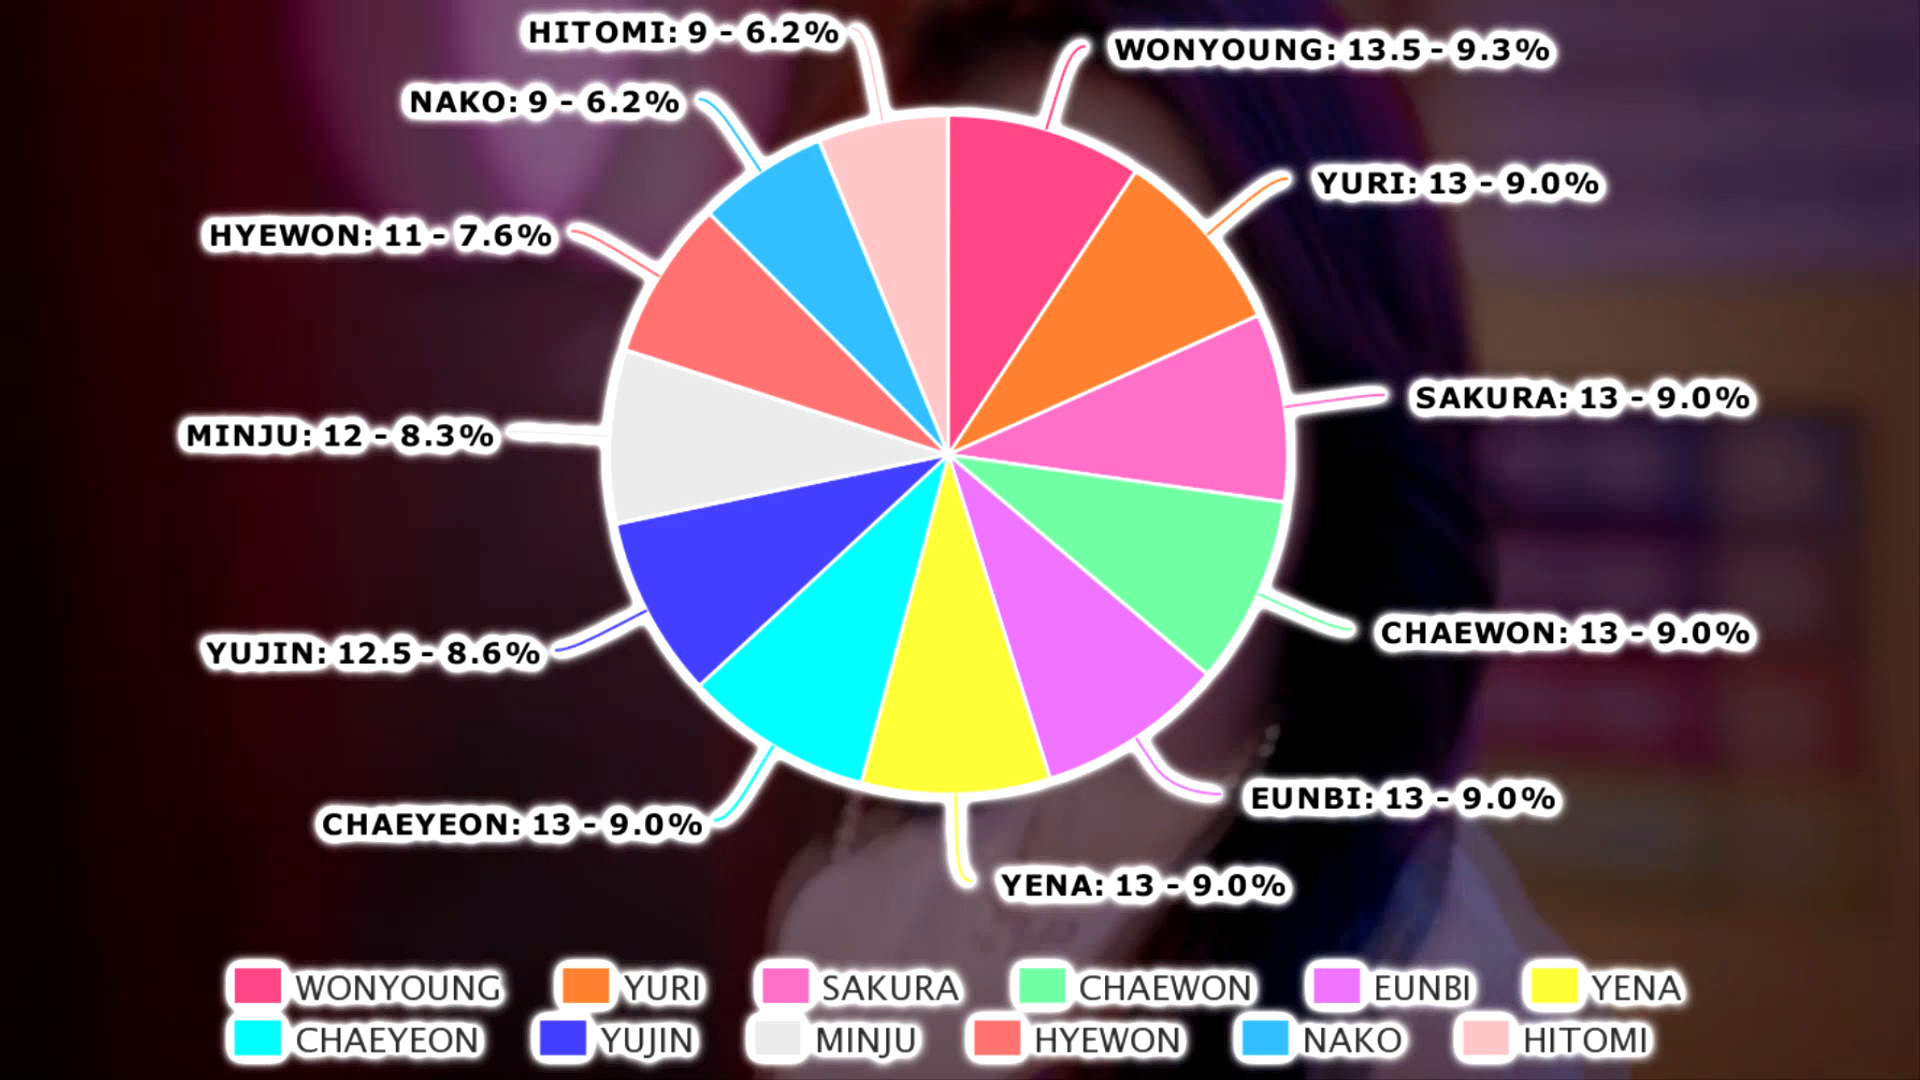 HITOMI: 9 - 6.2%
WONYOUNG: 13.5 - 9.3%
NAKO: 9 - 6.2%
YURI: 13 - 9.0%
HYEWON: 11 - 7.6%
SAKURA: 13 - 9.0%
MINJU: 12 - 8.3%
CHAEWON: 13 - 9.0%
YUJIN: 12.5 - 8.6%
EUNBI: 13 - 9.0%
CHAEYEON: 13 - 9.0%
YENA: 13 - 9.0%
WONYOUNG YURI SAKURA CHAEWON EUNBI YENA
CHAEYEON YUJIN MINJU HYEWON NAKO HITOMI